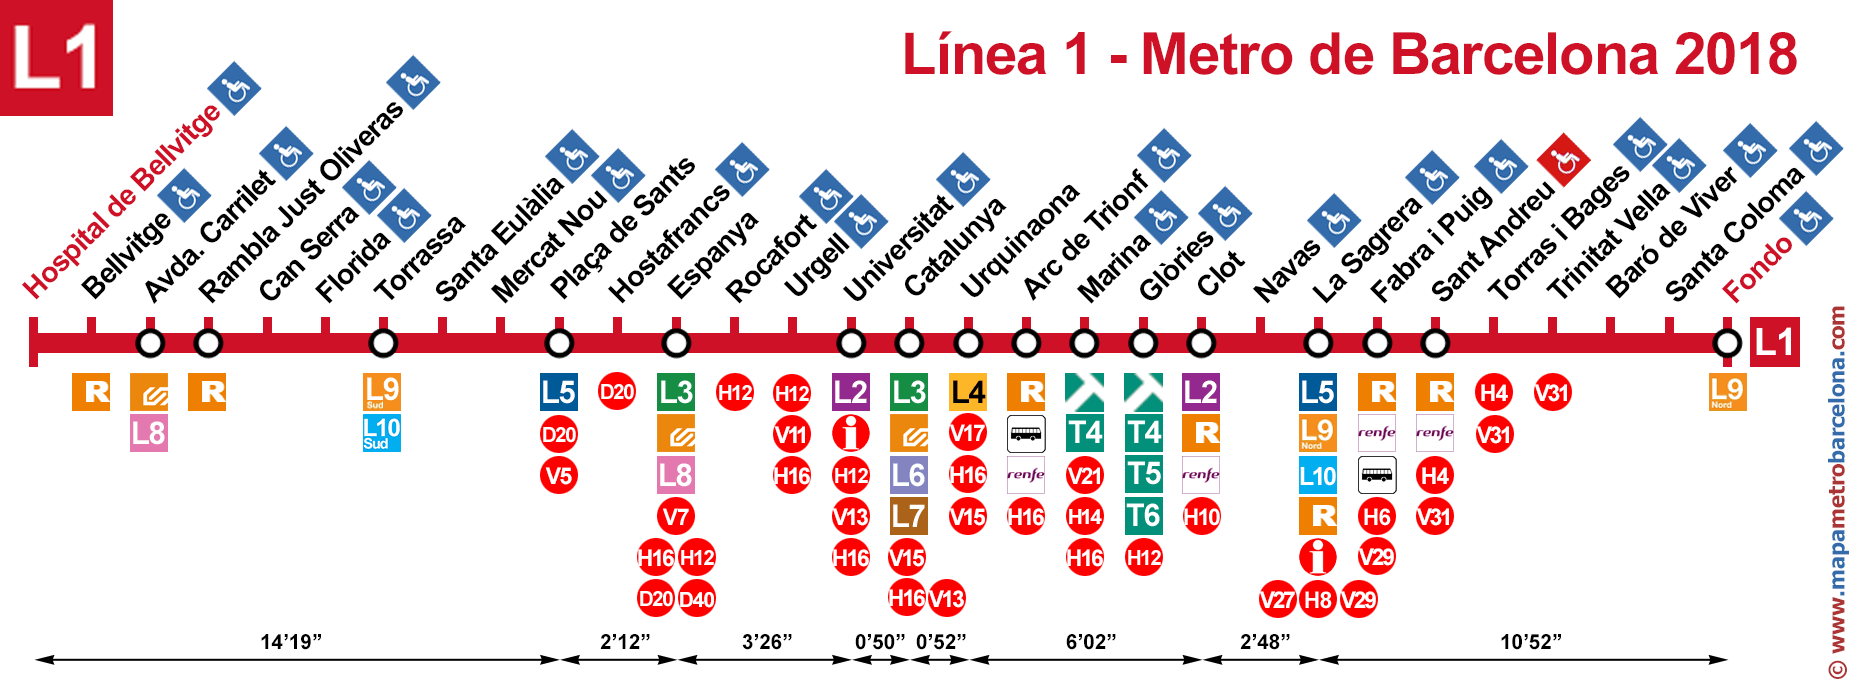 L1
Línea 1 - Metro de Barcelona 2018
Hospital de Bellvitge
Bellvitge
Avda. Carrilet
Rambla Just Oliveras
Can Serra
Florida
Torrassa
Santa Eulàlia
Mercat Nou
Plaça de Sants
Hostafrancs
Espanya
Rocafort
Urgell
Universitat
Catalunya
Urquinaona
Arc de Trionf
Marina
Glòries
Clot
Navas
La Sagrera
Fabra i Puig
Sant Andreu
Torras i Bages
Trinitat Vella
Baró de Viver
Santa Coloma
Fondo
L1
R R L9 Sud L5 D20 L3 H12 H12 L2 L3 L4 R L2 L5 R R H4 V31 L9 Nord
L8 L10 Sud D20 V11 i V17 T4 T4 R L9 Nord renfe renfe V31
V5 L8 H16 H12 L6 H16 renfe V21 T5 renfe L10 H4
V7 V13 L7 V15 H16 H14 T6 H10 R H6 V31
H16 H12 H16 V15 H16 H12 i V29
D20 D40 H16 V13 V27 H8 V29
14’19” 2’12” 3’26” 0’50” 0’52” 6’02” 2’48” 10’52”
© www.mapametrobarcelona.com